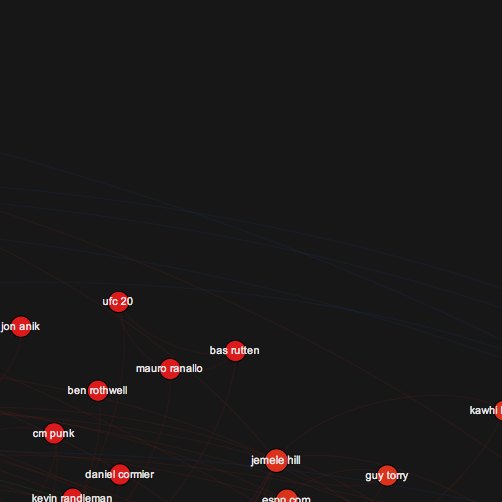 ufc 20
jon anik
bas rutten
mauro ranallo
ben rothwell
kawhi
cm punk
jemele hill
daniel cormier
guy torry
kevin randleman
espn com